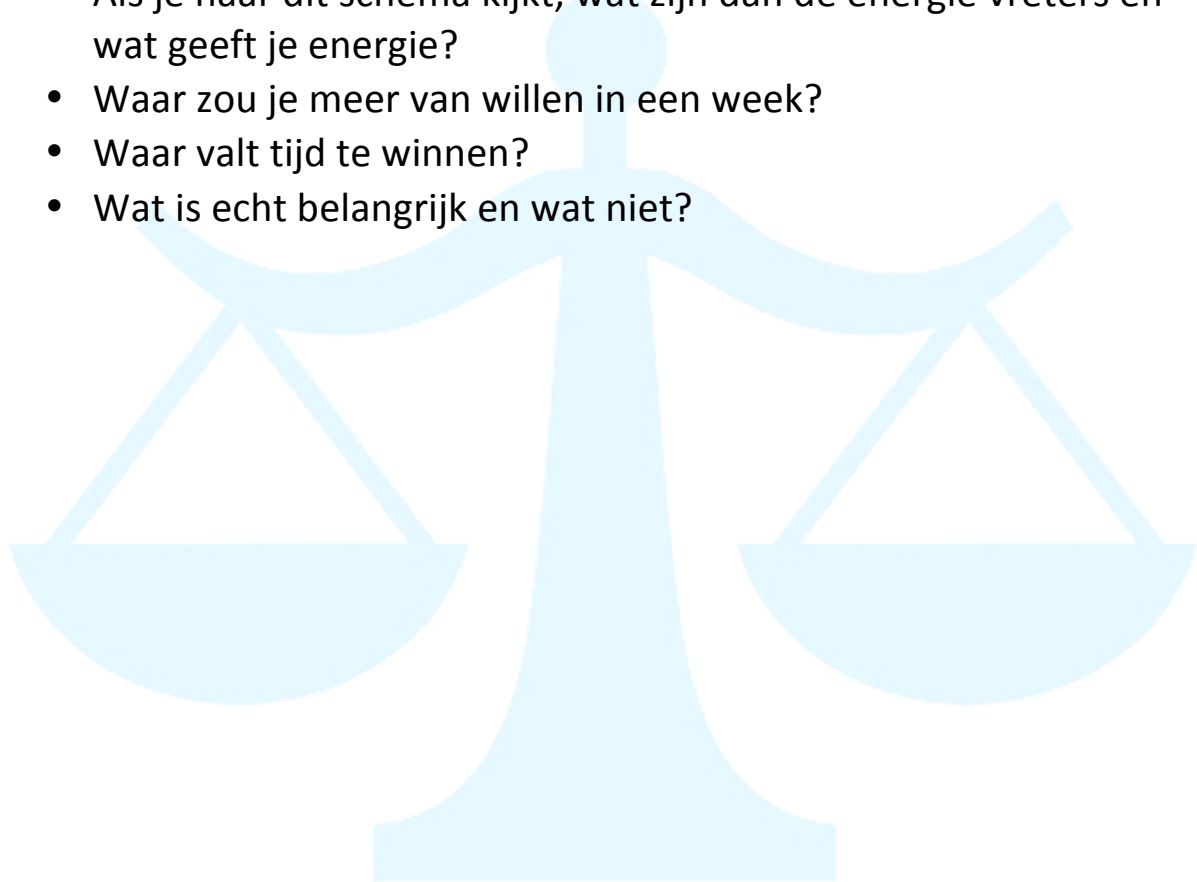 Als je naar dit schema kijkt, wat zijn dan de energie vreters en
wat geeft je energie?
• Waar zou je meer van willen in een week?
• Waar valt tijd te winnen?
• Wat is echt belangrijk en wat niet?